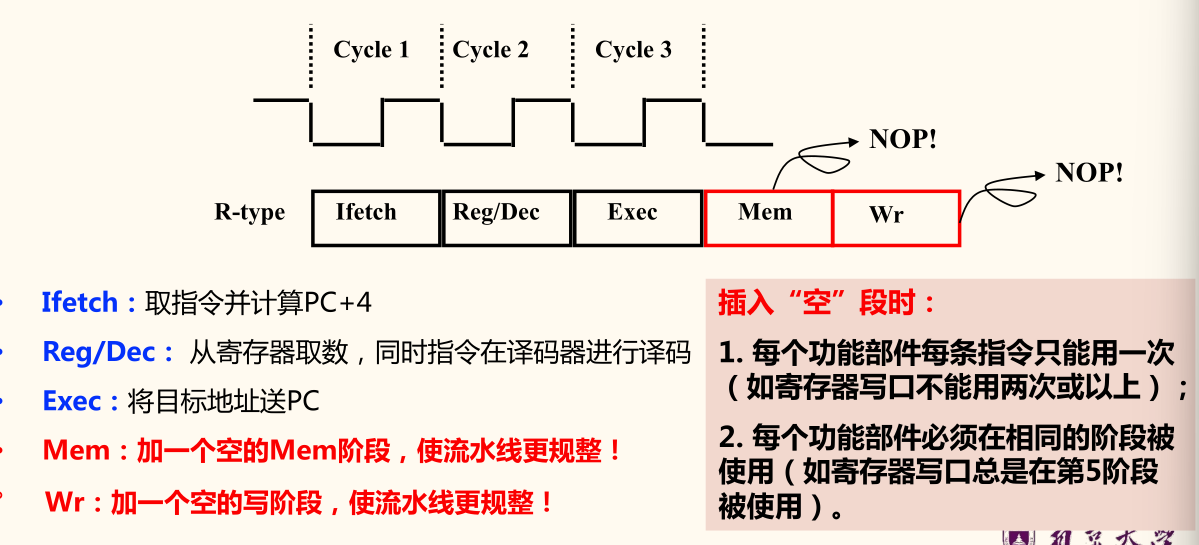 Cycle 1 Cycle 2 Cycle 3
NOP!
NOP!
R-type Ifetch Reg/Dec Exec Mem Wr
• Ifetch：取指令并计算PC+4
• Reg/Dec： 从寄存器取数，同时指令在译码器进行译码
• Exec：将目标地址送PC
• Mem：加一个空的Mem阶段，使流水线更规整！
° Wr：加一个空的写阶段，使流水线更规整！
插入“空”段时：
1. 每个功能部件每条指令只能用一次
（如寄存器写口不能用两次或以上）；
2. 每个功能部件必须在相同的阶段被
使用（如寄存器写口总是在第5阶段
被使用）。